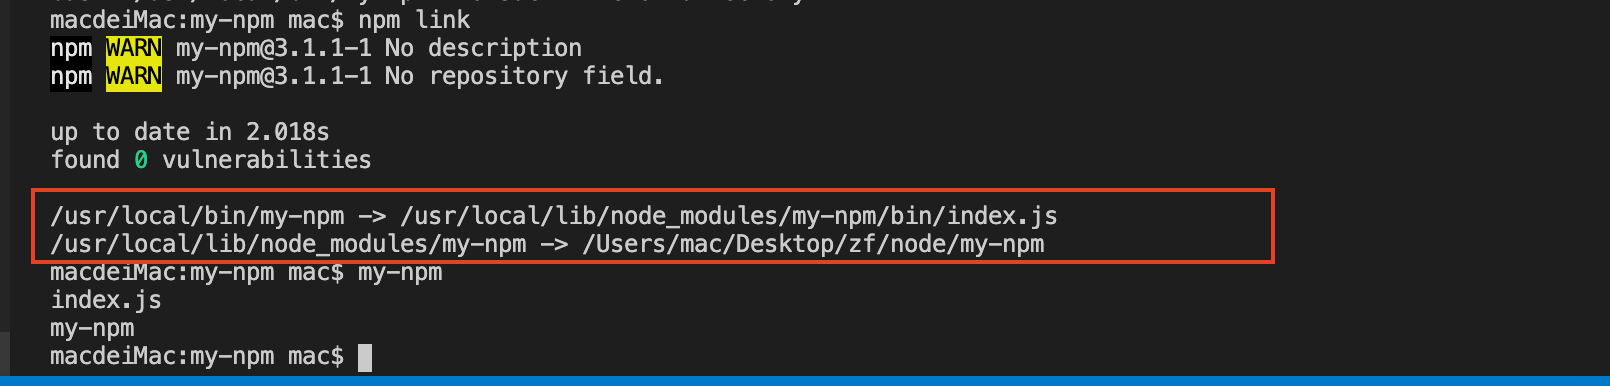 macdeiMac:my-npm mac$ npm link
npm WARN my-npm@3.1.1-1 No description
npm WARN my-npm@3.1.1-1 No repository field.
up to date in 2.018s
found 0 vulnerabilities
/usr/local/bin/my-npm -> /usr/local/lib/node_modules/my-npm/bin/index.js
/usr/local/lib/node_modules/my-npm -> /Users/mac/Desktop/zf/node/my-npm
macdeiMac:my-npm mac$ my-npm
index.js
my-npm
macdeiMac:my-npm mac$